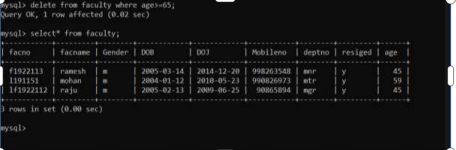 mysql> delete from faculty where age>=65;
Query OK, 1 row affected (0.02 sec)
mysql> select* from faculty;
| facno | facname | Gender | DOB | DOJ | Mobileno | deptno | resiged | age |
| f1922113 | ramesh | m | 2005-03-14 | 2014-12-20 | 998263548 | mnr | y | 45 |
| l191151 | mohan | m | 2004-01-12 | 2010-05-23 | 990826973 | mtr | y | 59 |
| lf1922112 | raju | m | 2005-02-13 | 2009-06-25 | 90865894 | mgr | y | 45 |
3 rows in set (0.00 sec)
mysql>